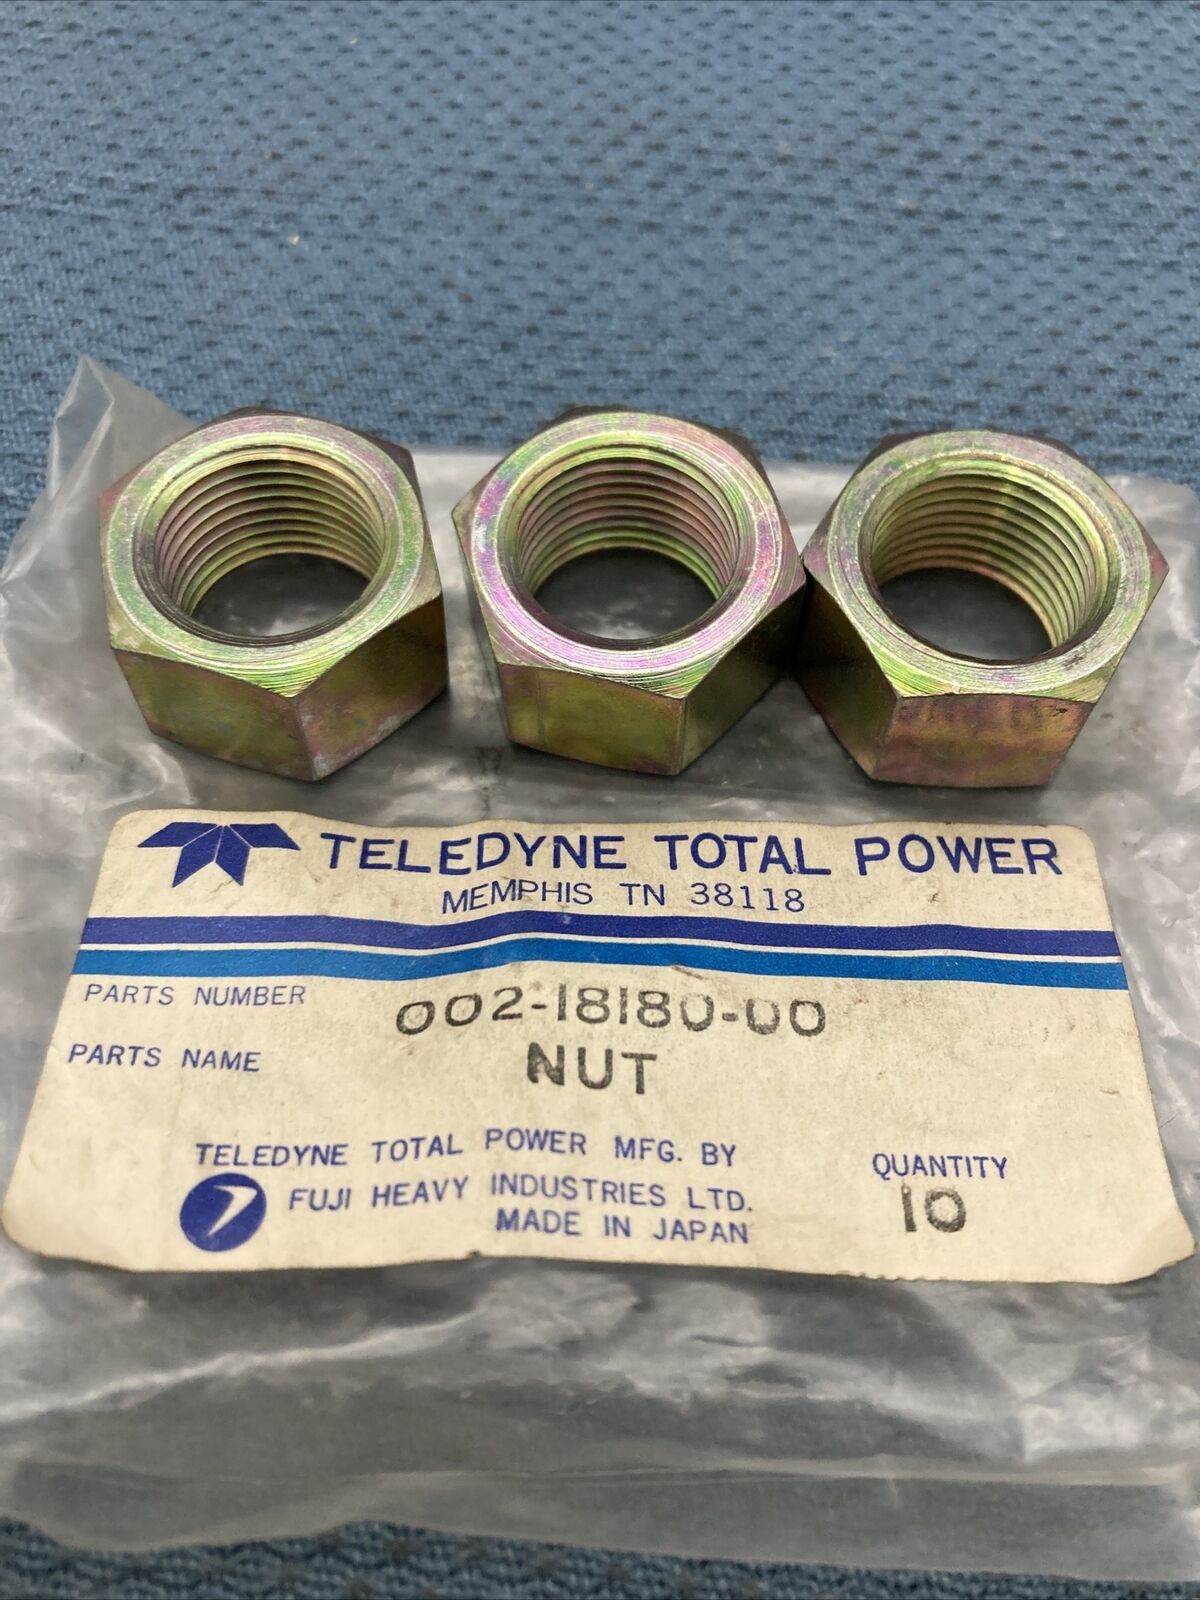 TELEDYNE TOTAL POWER
MEMPHIS TN 38118
PARTS NUMBER 002-18180-00
PARTS NAME NUT
TELEDYNE TOTAL POWER MFG. BY
FUJI HEAVY INDUSTRIES LTD.
MADE IN JAPAN
QUANTITY
10